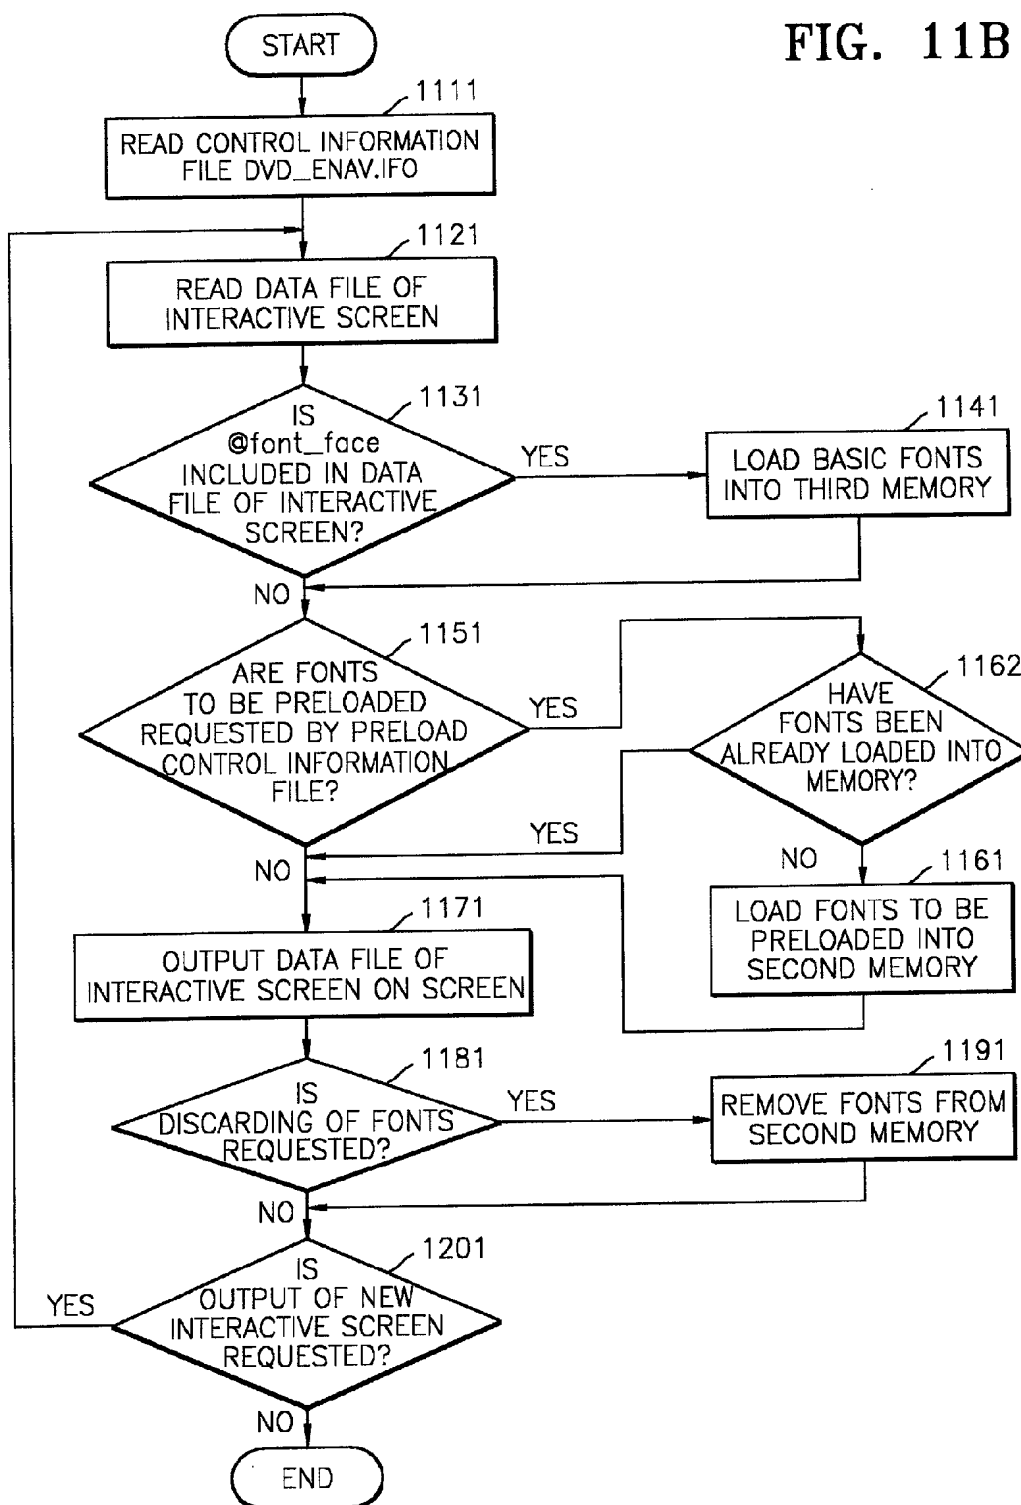 FIG. 11B
START
1111
READ CONTROL INFORMATION
FILE DVD_ENAV.IFO
1121
READ DATA FILE OF
INTERACTIVE SCREEN
1131
IS
@font_face
INCLUDED IN DATA
FILE OF INTERACTIVE
SCREEN?
YES
NO
1141
LOAD BASIC FONTS
INTO THIRD MEMORY
1151
ARE FONTS
TO BE PRELOADED
REQUESTED BY PRELOAD
CONTROL INFORMATION
FILE?
YES
NO
1162
HAVE
FONTS BEEN
ALREADY LOADED INTO
MEMORY?
YES
NO
1161
LOAD FONTS TO BE
PRELOADED INTO
SECOND MEMORY
1171
OUTPUT DATA FILE OF
INTERACTIVE SCREEN ON SCREEN
1181
IS
DISCARDING OF FONTS
REQUESTED?
YES
NO
1191
REMOVE FONTS FROM
SECOND MEMORY
1201
IS
OUTPUT OF NEW
INTERACTIVE SCREEN
REQUESTED?
YES
NO
END